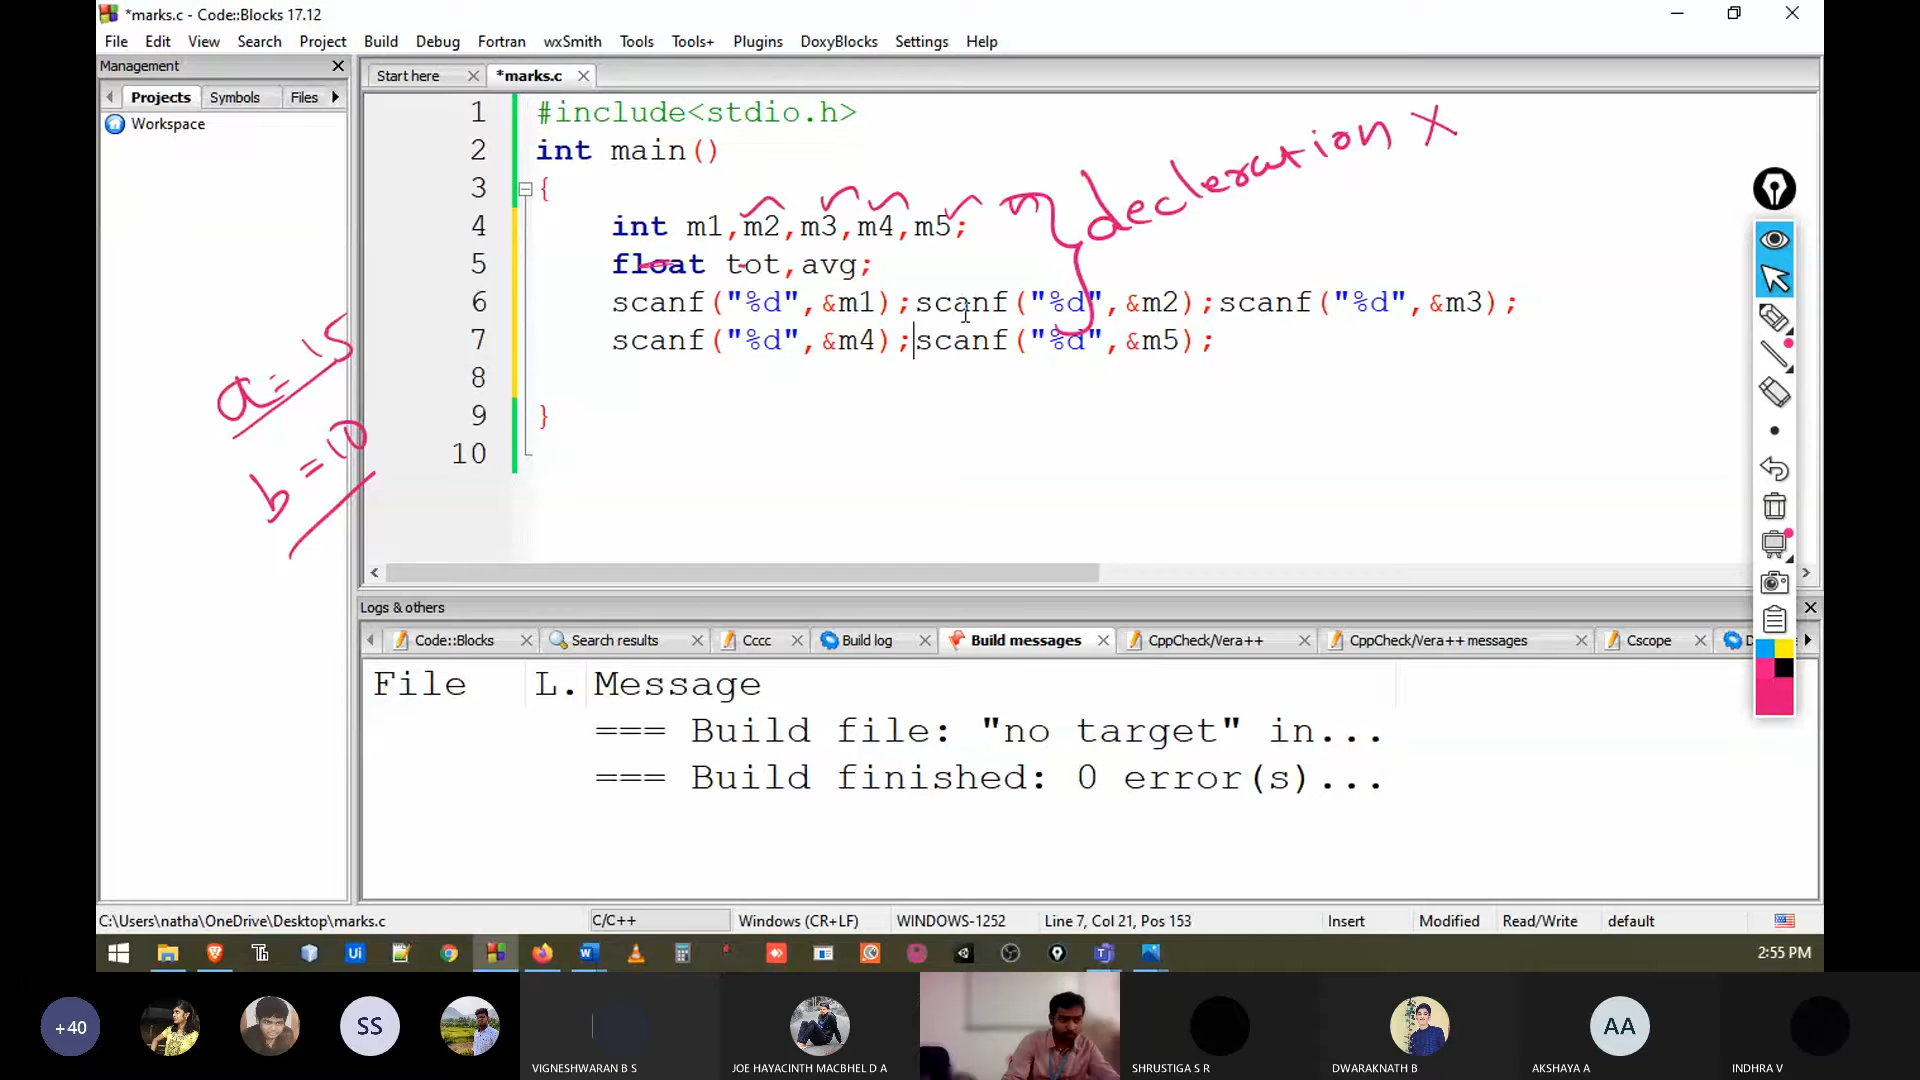 *marks.c - Code::Blocks 17.12
File Edit View Search Project Build Debug Fortran wxSmith Tools Tools+ Plugins DoxyBlocks Settings Help
Management
Start here *marks.c
Projects Symbols Files
Workspace
1 #include<stdio.h>
2 int main()
3 {
4 int m1,m2,m3,m4,m5;
5 float tot,avg;
6 scanf("%d",&m1);scanf("%d",&m2);scanf("%d",&m3);
7 scanf("%d",&m4);scanf("%d",&m5);
8
9 }
10
decleration X
a=15
b=10
Logs & others
Code::Blocks Search results Cccc Build log Build messages CppCheck/Vera++ CppCheck/Vera++ messages Cscope D
File L. Message
=== Build file: "no target" in...
=== Build finished: 0 error(s)...
C:\Users\natha\OneDrive\Desktop\marks.c C/C++ Windows (CR+LF) WINDOWS-1252 Line 7, Col 21, Pos 153 Insert Modified Read/Write default
2:55 PM
+40 SS AA
VIGNESHWARAN B S JOE HAYACINTH MACBHEL D A SHRUSTIGA S R DWARAKNATH B AKSHAYA A INDHRA V